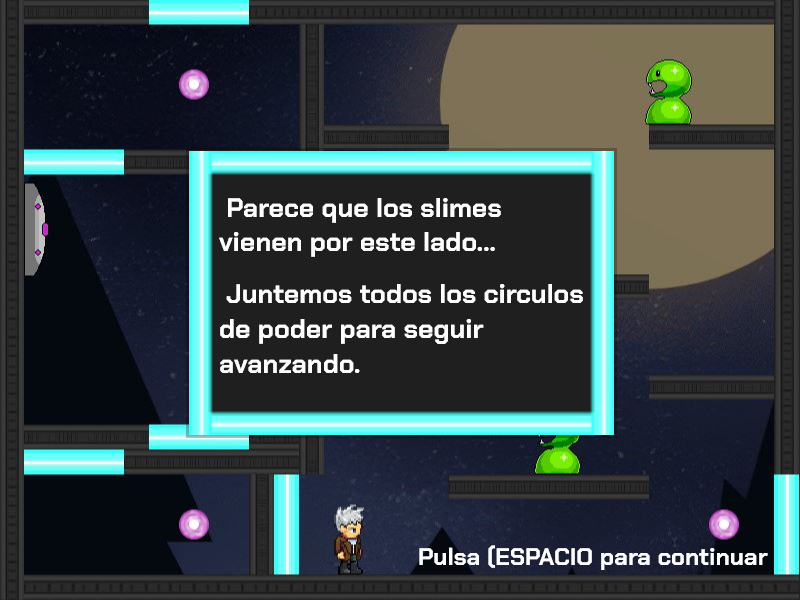 Parece que los slimes
vienen por este lado...
Juntemos todos los circulos
de poder para seguir
avanzando.
Pulsa (ESPACIO para continuar